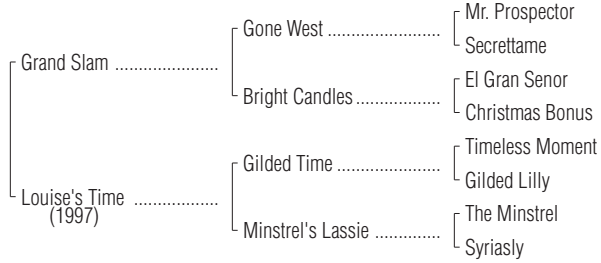 Grand Slam ......................
Louise's Time ..................
(1997)
Gone West ........................
Bright Candles ..................
Gilded Time .......................
Minstrel's Lassie .................
Mr. Prospector
Secrettame
El Gran Senor
Christmas Bonus
Timeless Moment
Gilded Lilly
The Minstrel
Syriasly